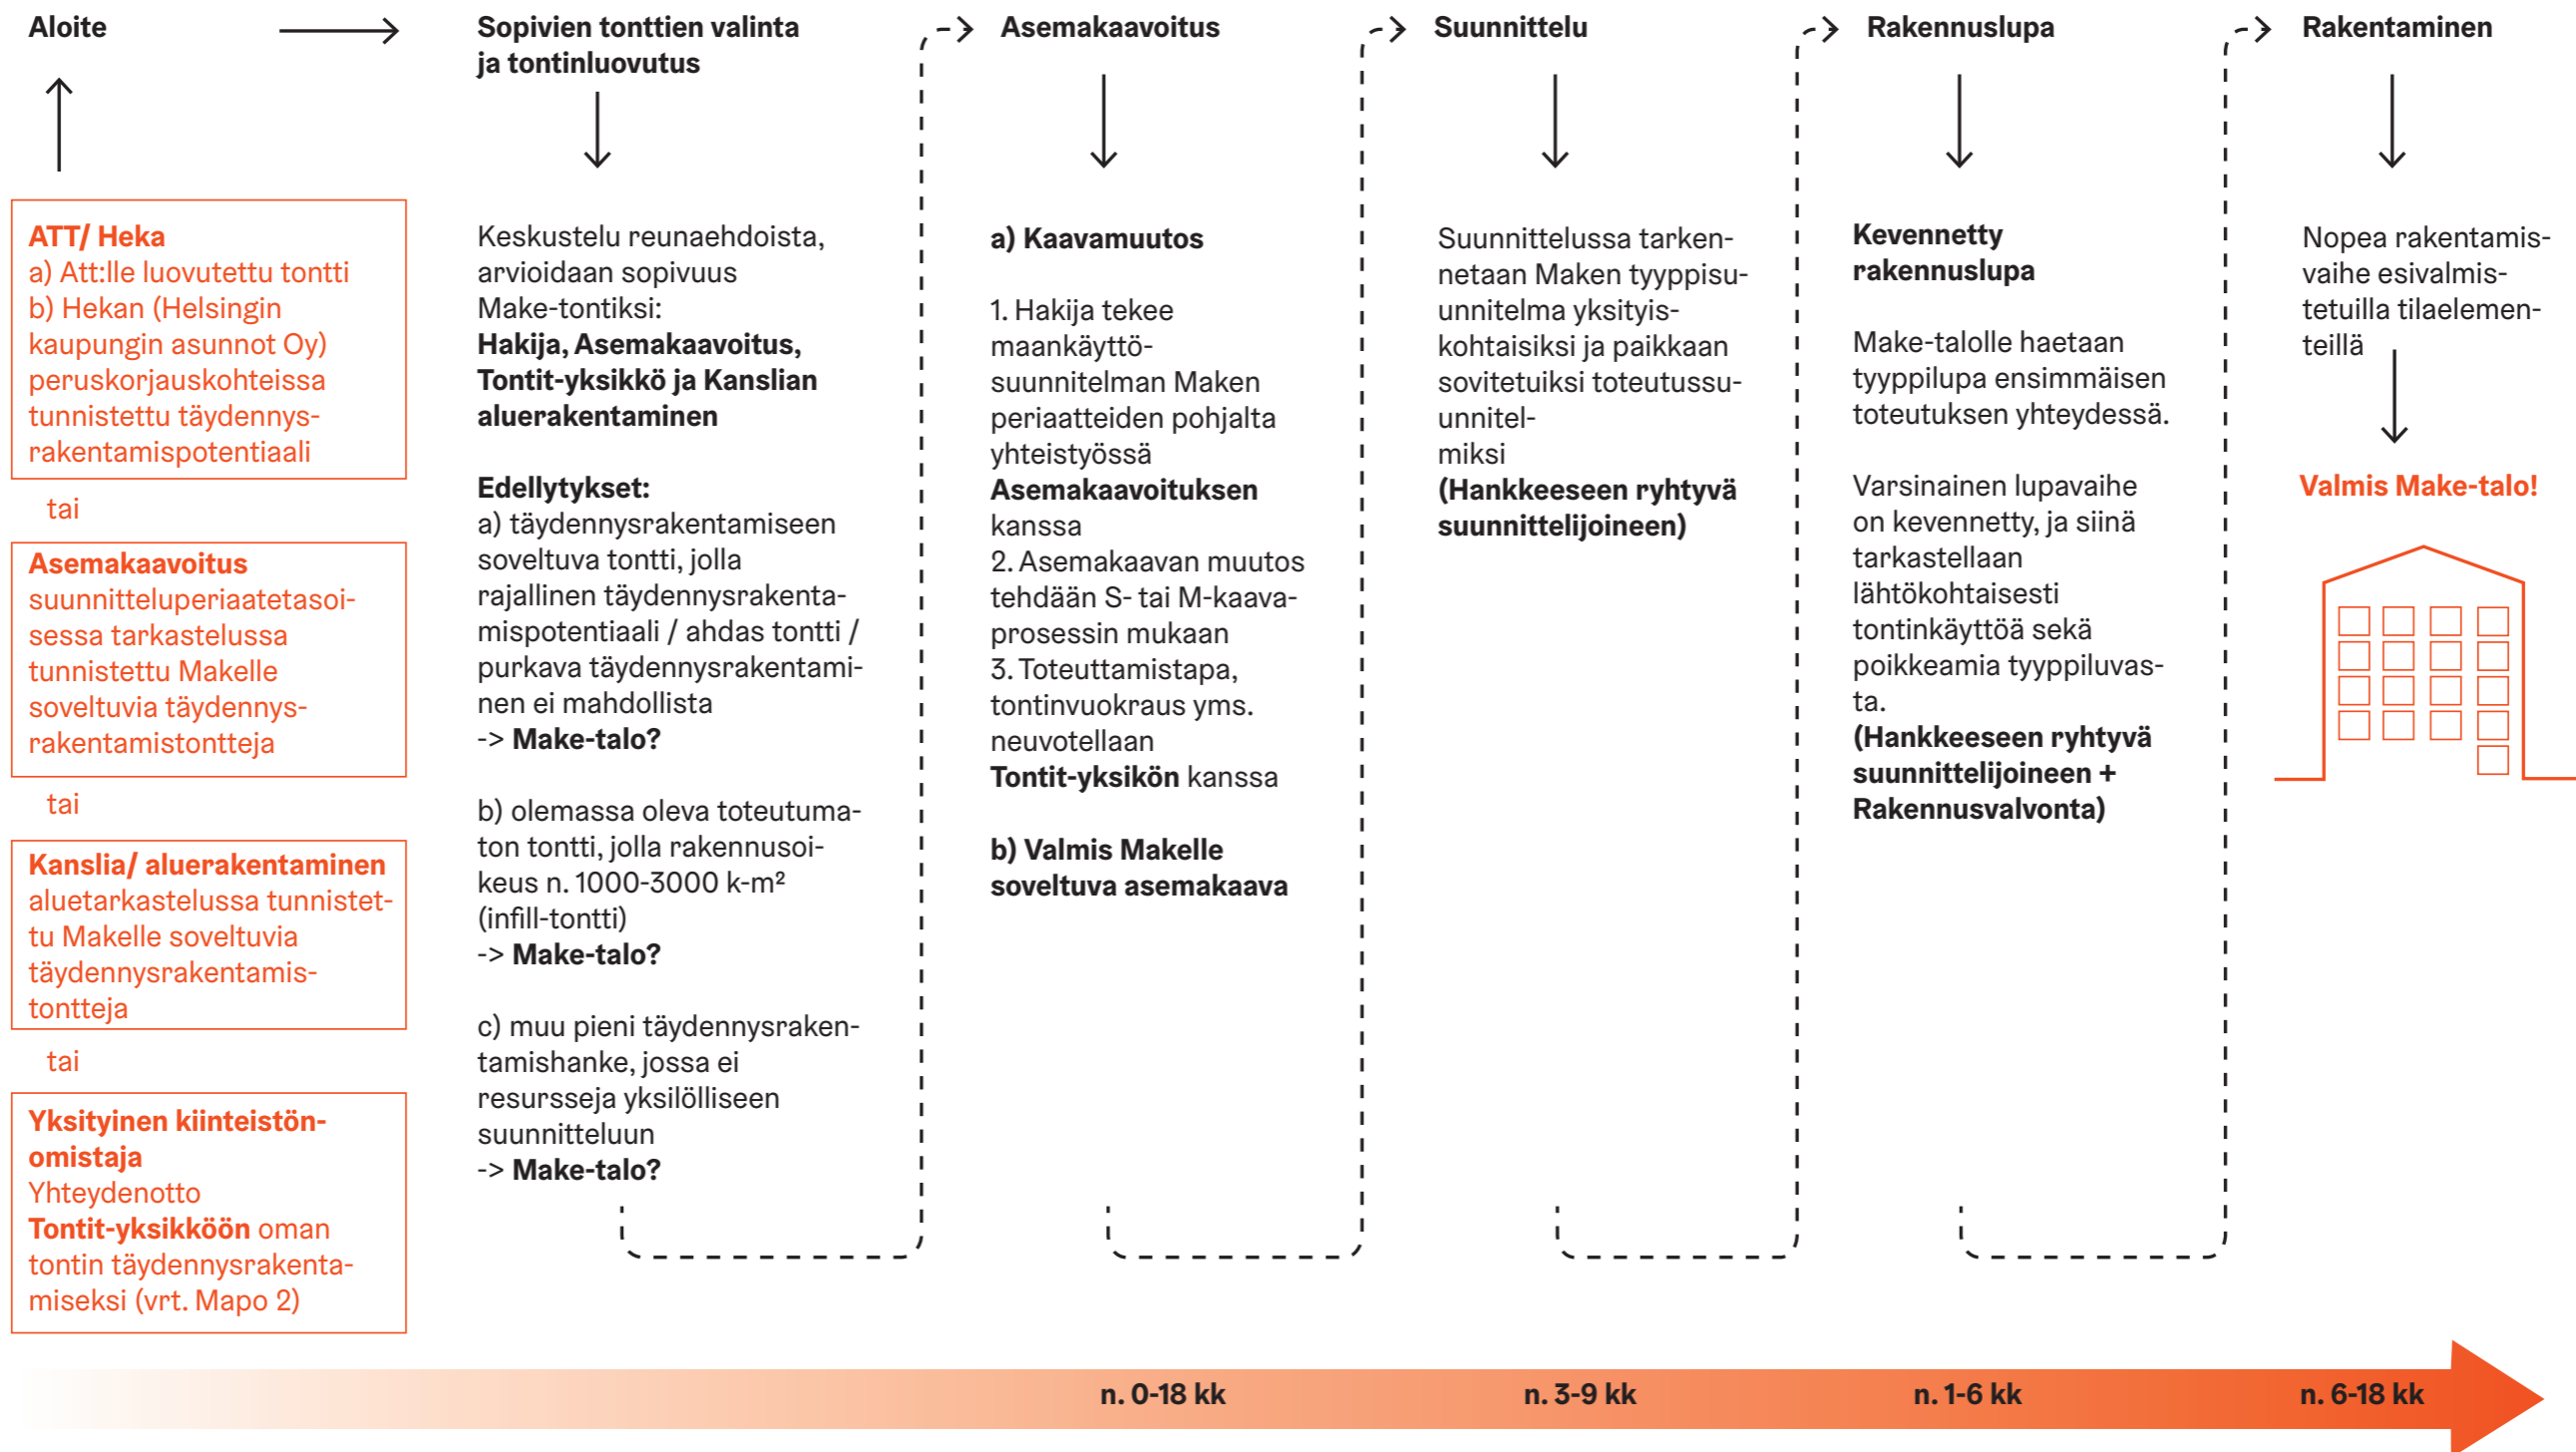 Aloite
ATT/ Heka
a) Att:lle luovutettu tontti
b) Hekan (Helsingin
kaupungin asunnot Oy)
peruskorjauskohteissa
tunnistettu täydennys-
rakentamispotentiaali
tai
Asemakaavoitus
suunnitteluperiaatetasoi-
sessa tarkastelussa
tunnistettu Makelle
soveltuvia täydennys-
rakentamistontteja
tai
Kanslia/ aluerakentaminen
aluetarkastelussa tunnistet-
tu Makelle soveltuvia
täydennysrakentamis-
tontteja
tai
Yksityinen kiinteistön-
omistaja
Yhteydenotto
Tontit-yksikköön oman
tontin täydennysrakenta-
miseksi (vrt. Mapo 2)
Sopivien tonttien valinta
ja tontinluovutus
Keskustelu reunaehdoista,
arvioidaan sopivuus
Make-tontiksi:
Hakija, Asemakaavoitus,
Tontit-yksikkö ja Kanslian
aluerakentaminen
Edellytykset:
a) täydennysrakentamiseen
soveltuva tontti, jolla
rajallinen täydennysrakenta-
mispotentiaali / ahdas tontti /
purkava täydennysrakentami-
nen ei mahdollista
-> Make-talo?
b) olemassa oleva toteutuma-
ton tontti, jolla rakennusoi-
keus n. 1000-3000 k-m²
(infill-tontti)
-> Make-talo?
c) muu pieni täydennysraken-
tamishanke, jossa ei
resursseja yksilölliseen
suunnitteluun
-> Make-talo?
Asemakaavoitus
a) Kaavamuutos
1. Hakija tekee
maankäyttö-
suunnitelman Maken
periaatteiden pohjalta
yhteistyössä
Asemakaavoituksen
kanssa
2. Asemakaavan muutos
tehdään S- tai M-kaava-
prosessin mukaan
3. Toteuttamistapa,
tontinvuokraus yms.
neuvotellaan
Tontit-yksikön kanssa
b) Valmis Makelle
soveltuva asemakaava
Suunnittelu
Suunnittelussa tarken-
netaan Maken tyyppisu-
unnitelma yksityis-
kohtaisiksi ja paikkaan
sovitetuiksi toteutussu-
unnitel-
miksi
(Hankkeeseen ryhtyvä
suunnittelijoineen)
Rakennuslupa
Kevennetty
rakennuslupa
Make-talolle haetaan
tyyppilupa ensimmäisen
toteutuksen yhteydessä.
Varsinainen lupavaihe
on kevennetty, ja siinä
tarkastellaan
lähtökohtaisesti
tontinkäyttöä sekä
poikkeamia tyyppiluvas-
ta.
(Hankkeeseen ryhtyvä
suunnittelijoineen +
Rakennusvalvonta)
Rakentaminen
Nopea rakentamis-
vaihe esivalmis-
tetuilla tilaelemen-
teillä
Valmis Make-talo!
n. 0-18 kk
n. 3-9 kk
n. 1-6 kk
n. 6-18 kk